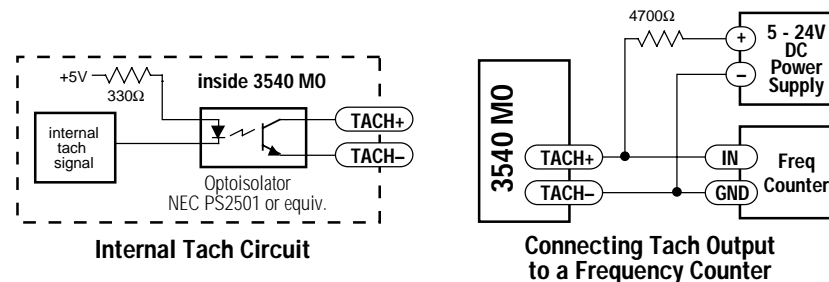 +5V
330Ω
inside 3540 MO
internal
tach
signal
TACH+
TACH–
Optoisolator
NEC PS2501 or equiv.
Internal Tach Circuit
4700Ω
+
–
5 - 24V
DC
Power
Supply
3540 MO
TACH+
TACH–
IN
GND
Freq
Counter
Connecting Tach Output
to a Frequency Counter